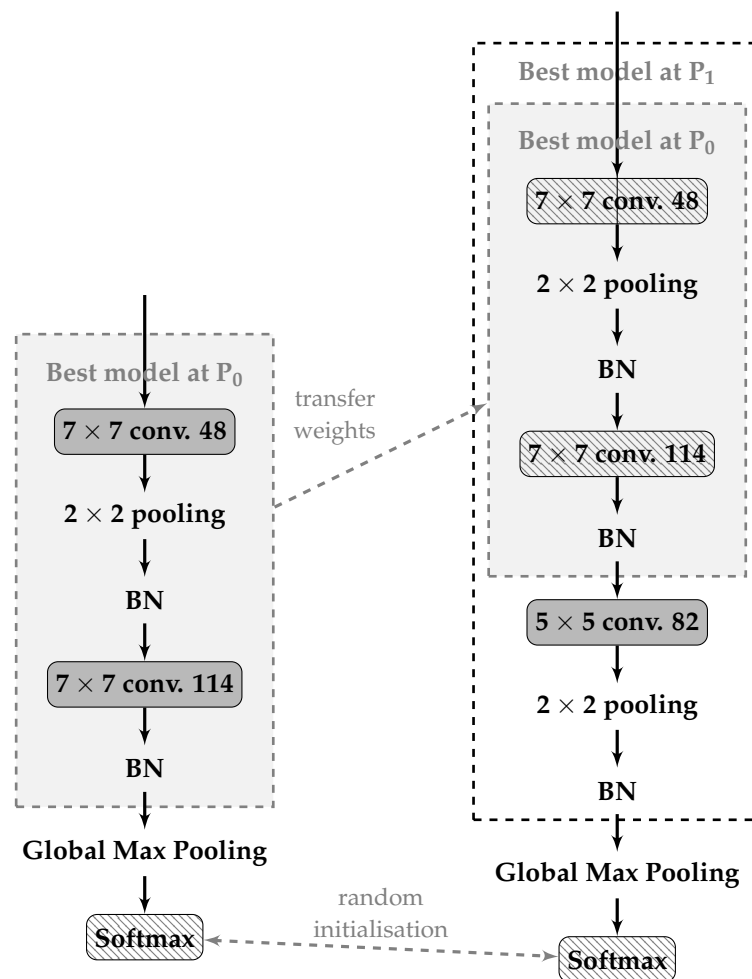 Best model at P0
7 × 7 conv. 48
2 × 2 pooling
BN
7 × 7 conv. 114
BN
Global Max Pooling
Softmax
transfer
weights
random
initialisation
Best model at P1
Best model at P0
7 × 7 conv. 48
2 × 2 pooling
BN
7 × 7 conv. 114
BN
5 × 5 conv. 82
2 × 2 pooling
BN
Global Max Pooling
Softmax